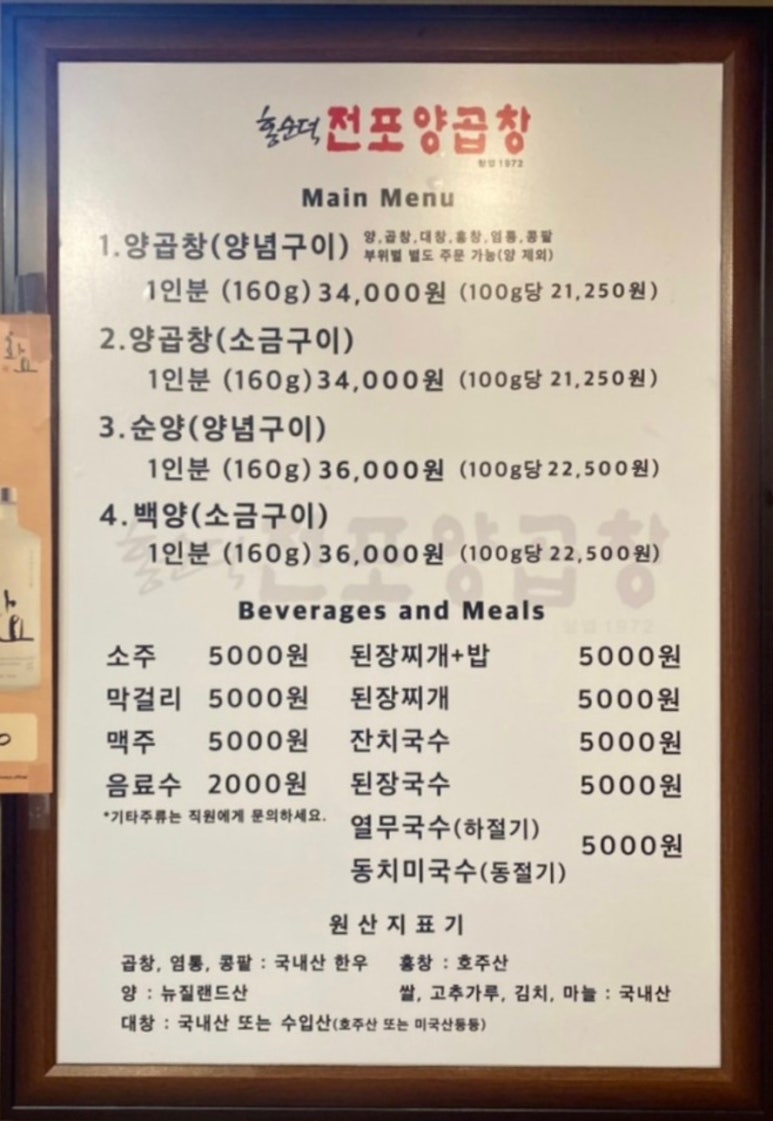 홍순덕 전포양곱창
창업 1972
Main Menu
1.양곱창(양념구이) 양,곱창,대창,홍창,염통,콩팥
부위별 별도 주문 가능(양 제외)
1인분 (160g) 34,000원 (100g당 21,250원)
2.양곱창(소금구이)
1인분 (160g) 34,000원 (100g당 21,250원)
3.순양(양념구이)
1인분 (160g) 36,000원 (100g당 22,500원)
4.백양(소금구이)
1인분 (160g) 36,000원 (100g당 22,500원)
Beverages and Meals
소주 5000원 된장찌개+밥 5000원
막걸리 5000원 된장찌개 5000원
맥주 5000원 잔치국수 5000원
음료수 2000원 된장국수 5000원
*기타주류는 직원에게 문의하세요.
열무국수(하절기)
동치미국수(동절기) 5000원
원산지표기
곱창, 염통, 콩팥 : 국내산 한우 홍창 : 호주산
양 : 뉴질랜드산 쌀, 고추가루, 김치, 마늘 : 국내산
대창 : 국내산 또는 수입산(호주산 또는 미국산등등)